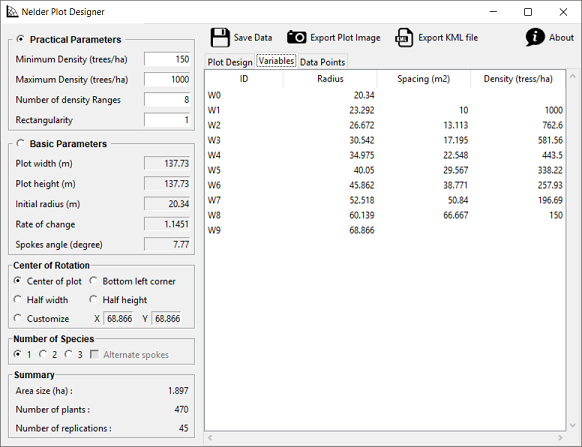 Nelder Plot Designer
Practical Parameters
Minimum Density (trees/ha) 150
Maximum Density (trees/ha) 1000
Number of density Ranges 8
Rectangularity 1
Basic Parameters
Plot width (m) 137.73
Plot height (m) 137.73
Initial radius (m) 20.34
Rate of change 1.1451
Spokes angle (degree) 7.77
Center of Rotation
Center of plot Bottom left corner
Half width Half height
Customize X 68.866 Y 68.866
Number of Species
1 2 3 Alternate spokes
Summary
Area size (ha) : 1.897
Number of plants : 470
Number of replications : 45
Save Data Export Plot Image KML Export KML file About
Plot Design Variables Data Points
ID Radius Spacing (m2) Density (tress/ha)
W0 20.34
W1 23.292 10 1000
W2 26.672 13.113 762.6
W3 30.542 17.195 581.56
W4 34.975 22.548 443.5
W5 40.05 29.567 338.22
W6 45.862 38.771 257.93
W7 52.518 50.84 196.69
W8 60.139 66.667 150
W9 68.866